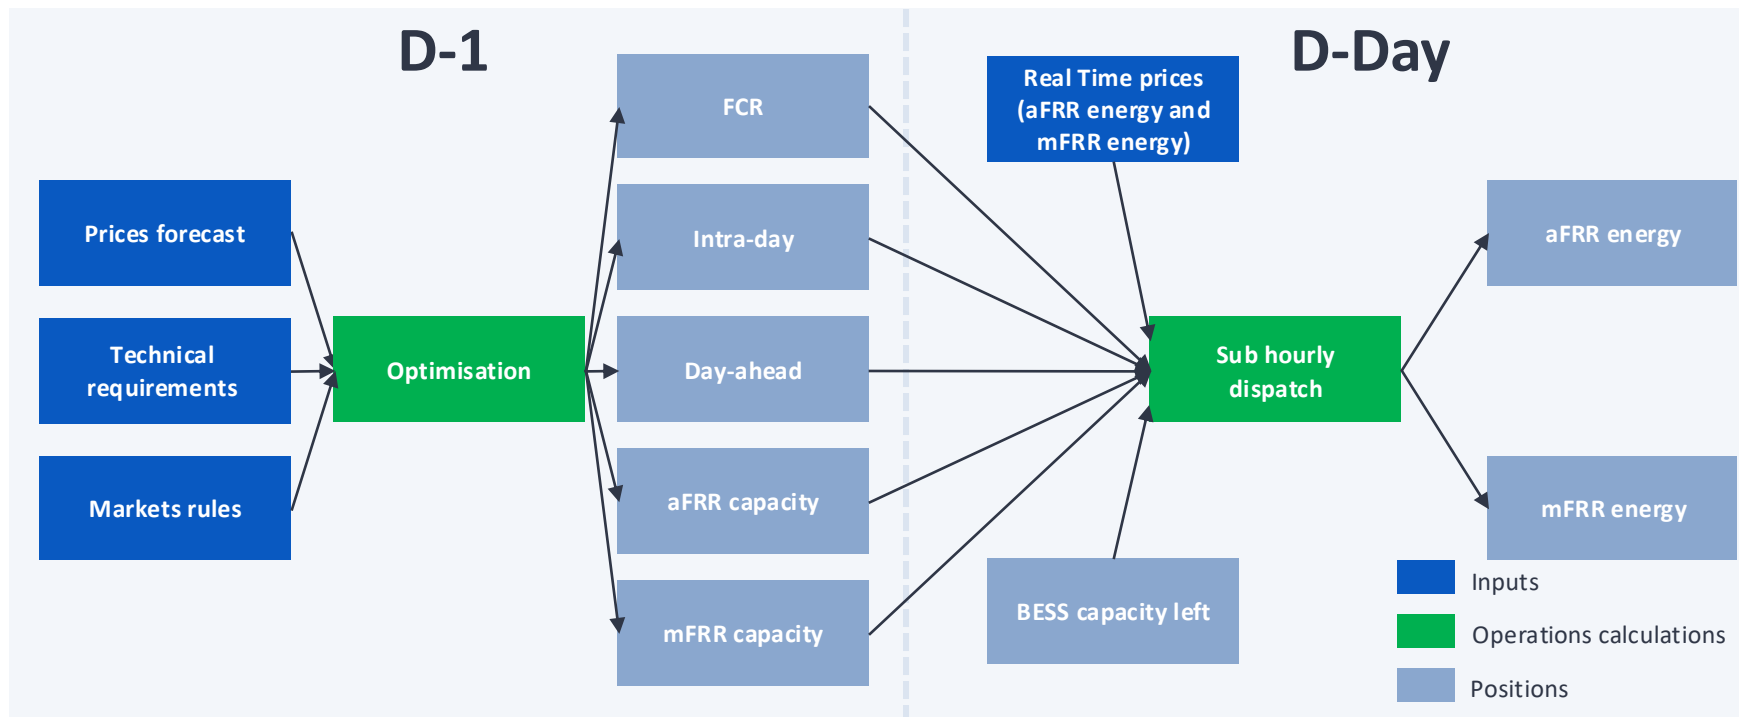 D-1
D-Day
Prices forecast
Technical
requirements
Markets rules
Optimisation
FCR
Intra-day
Day-ahead
aFRR capacity
mFRR capacity
Real Time prices
(aFRR energy and
mFRR energy)
Sub hourly
dispatch
BESS capacity left
aFRR energy
mFRR energy
Inputs
Operations calculations
Positions